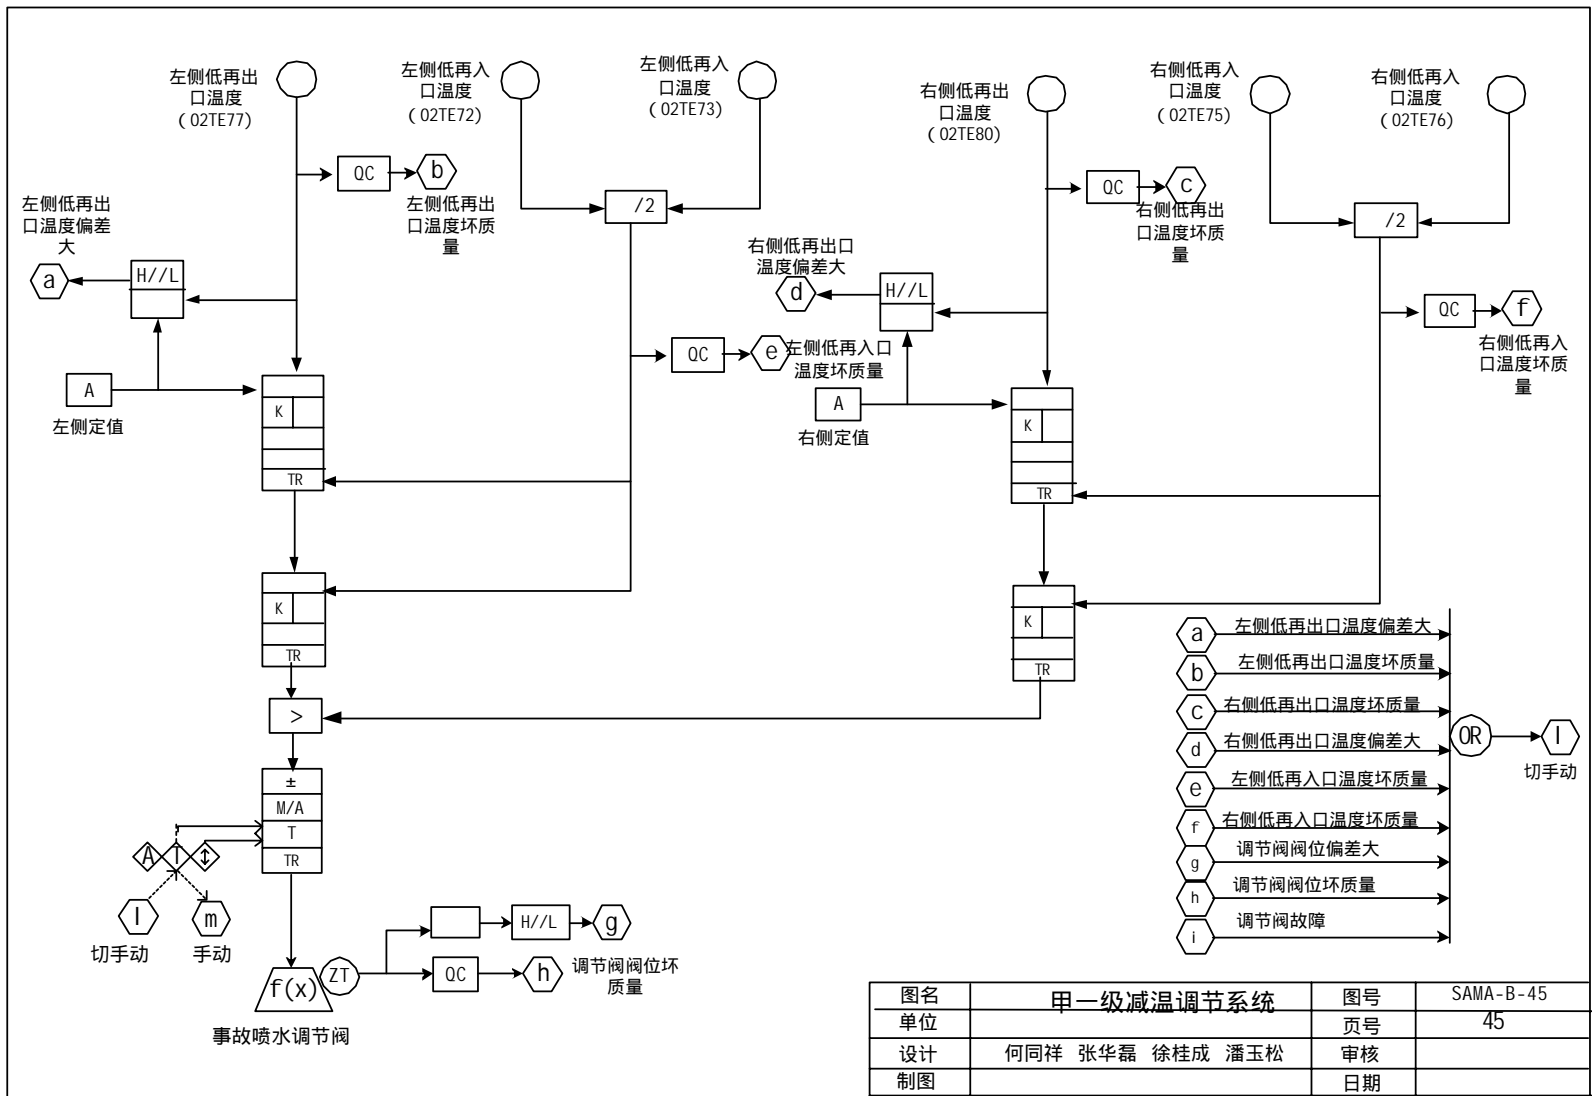 左侧低再出
口温度
(02TE77)
左侧低再入
口温度
(02TE72)
左侧低再入
口温度
(02TE73)
右侧低再出
口温度
(02TE80)
右侧低再入
口温度
(02TE75)
右侧低再入
口温度
(02TE76)
QC
b
左侧低再出
口温度坏质
量
/2
QC
c
右侧低再出
口温度坏质
量
/2
左侧低再出
口温度偏差
大
a
H//L
右侧低再出口
温度偏差大
d
H//L
QC
f
右侧低再入
口温度坏质
量
QC
e
左侧低再入口
温度坏质量
A
左侧定值
K
TR
A
右侧定值
K
TR
K
TR
K
TR
>
±
M/A
T
TR
A
T
l
切手动
m
手动
f(x)
ZT
事故喷水调节阀
H//L
g
QC
h
调节阀阀位坏
质量
a
左侧低再出口温度偏差大
b
左侧低再出口温度坏质量
c
右侧低再出口温度坏质量
d
右侧低再出口温度偏差大
e
左侧低再入口温度坏质量
f
右侧低再入口温度坏质量
g
调节阀阀位偏差大
h
调节阀阀位坏质量
i
调节阀故障
OR
l
切手动
图名 甲一级减温调节系统 图号 SAMA-B-45
单位 页号 45
设计 何同祥 张华磊 徐桂成 潘玉松 审核
制图 日期